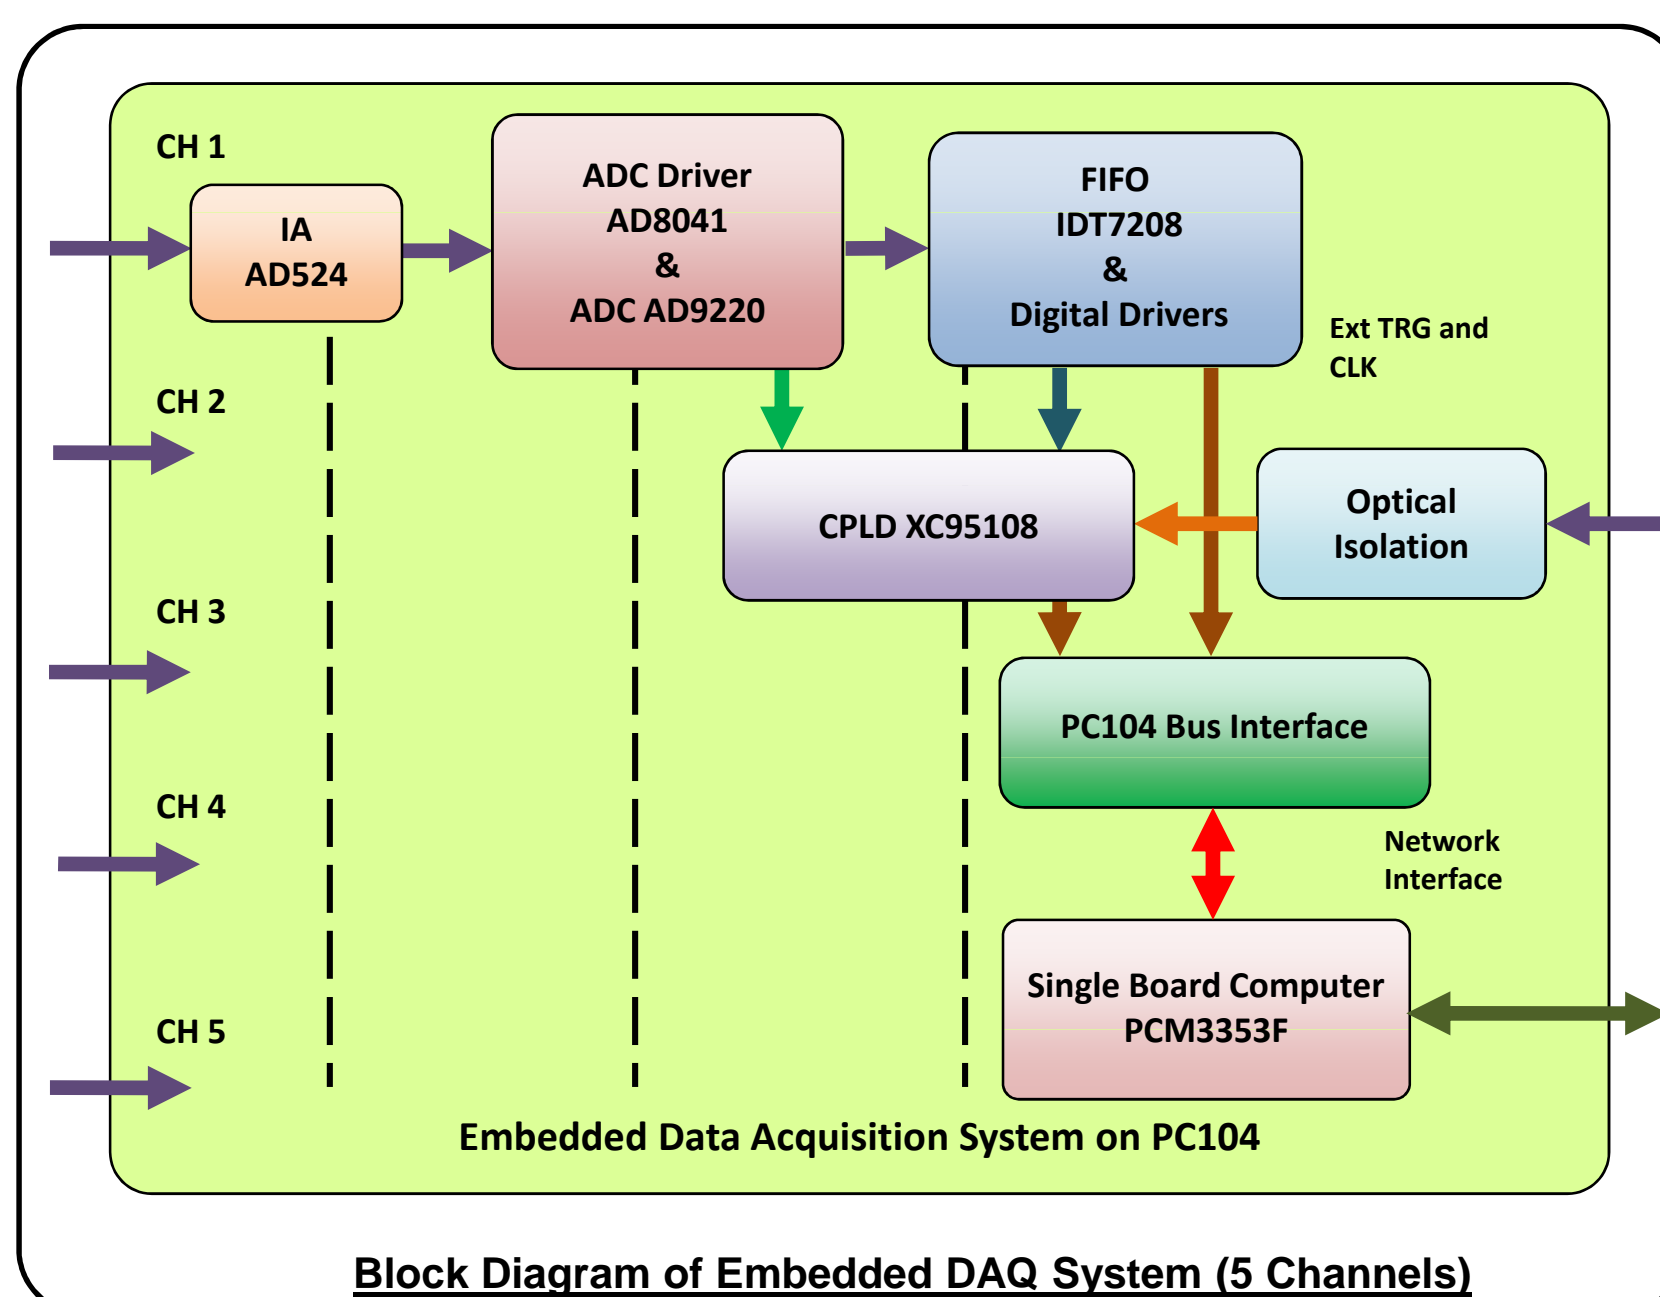 CH 1
IA
AD524
ADC Driver
AD8041
&
ADC AD9220
FIFO
IDT7208
&
Digital Drivers
Ext TRG and
CLK
CH 2
CPLD XC95108
Optical
Isolation
CH 3
PC104 Bus Interface
CH 4
Network
Interface
Single Board Computer
PCM3353F
CH 5
Embedded Data Acquisition System on PC104
Block Diagram of Embedded DAQ System (5 Channels)